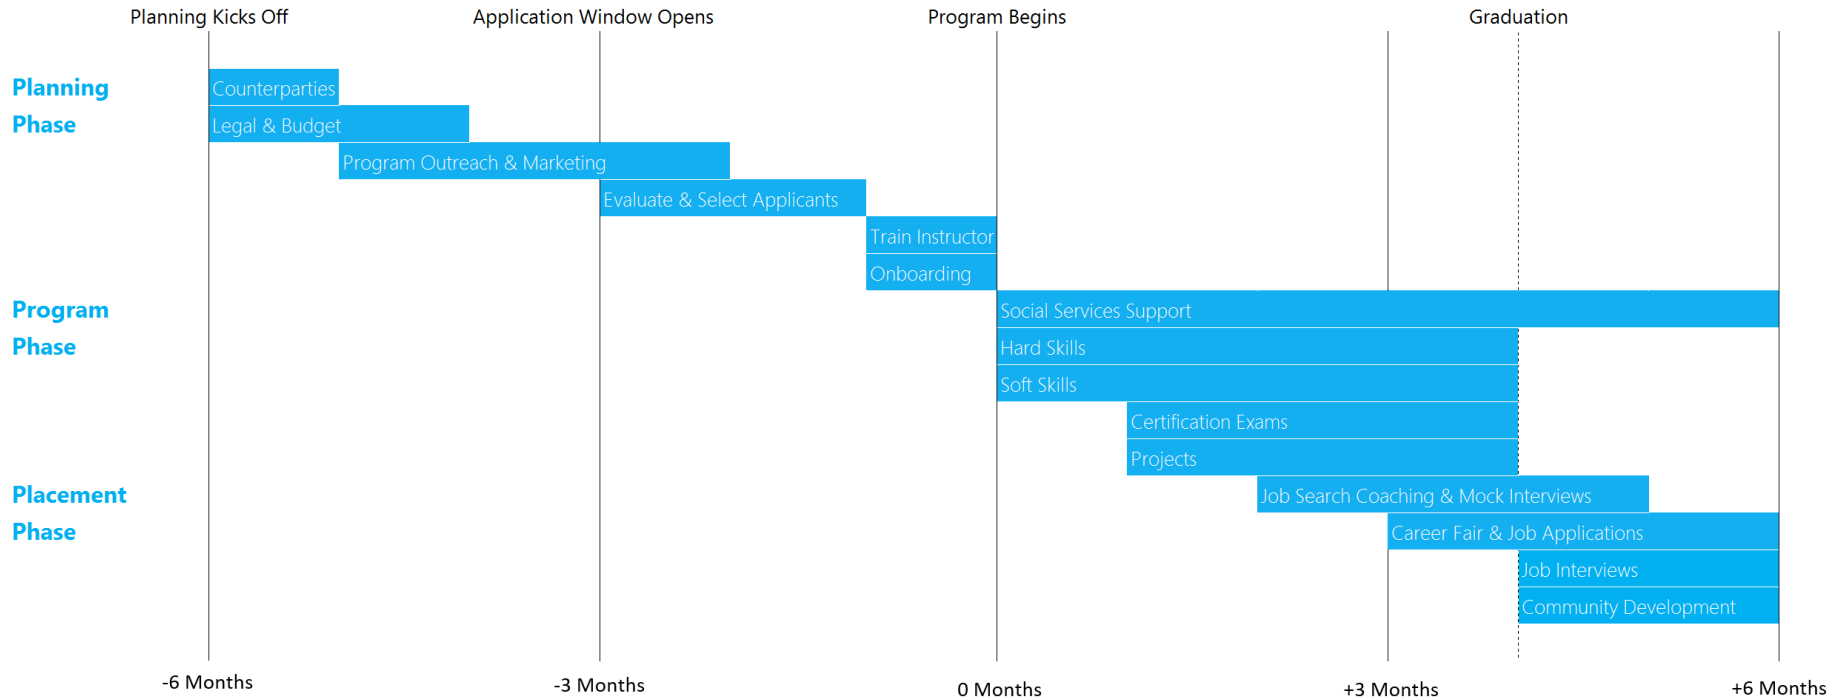 Planning Kicks Off
Application Window Opens
Program Begins
Graduation
Planning
Phase
Counterparties
Legal & Budget
Program Outreach & Marketing
Evaluate & Select Applicants
Train Instructor
Onboarding
Program
Phase
Social Services Support
Hard Skills
Soft Skills
Certification Exams
Projects
Placement
Phase
Job Search Coaching & Mock Interviews
Career Fair & Job Applications
Job Interviews
Community Development
-6 Months
-3 Months
0 Months
+3 Months
+6 Months